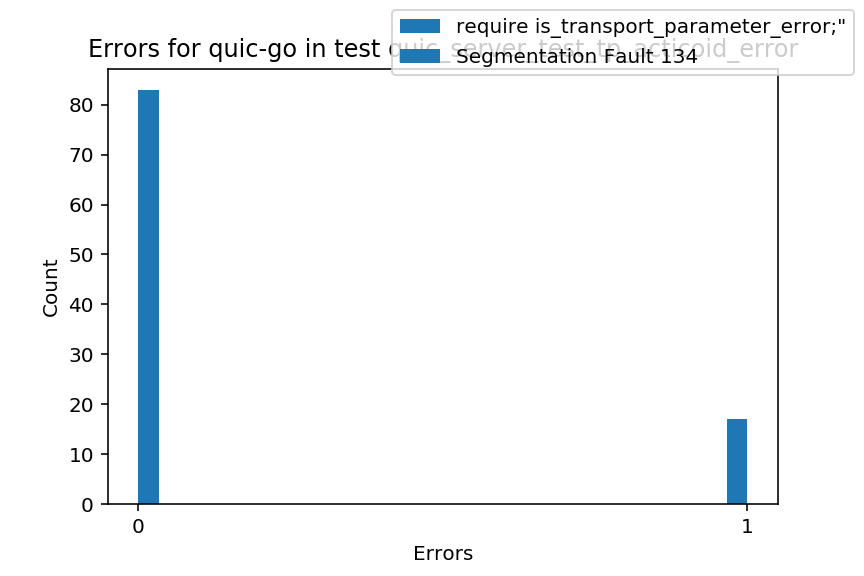 require is_transport_parameter_error;"
Segmentation Fault 134
Errors for quic-go in test quic_server_test_tp_acticoid_error
80
70
60
50
40
30
20
10
0
Count
0 1
Errors